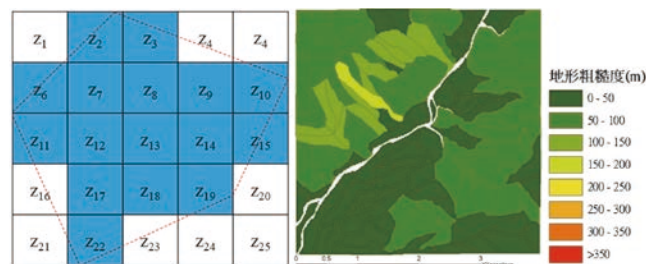 Z1 Z2 Z3 Z4 Z4
Z6 Z7 Z8 Z9 Z10
Z11 Z12 Z13 Z14 Z15
Z16 Z17 Z18 Z19 Z20
Z21 Z22 Z23 Z24 Z25
地形粗糙度(m)
0 - 50
50 - 100
100 - 150
150 - 200
200 - 250
250 - 300
300 - 350
>350
0 0.5 1 2 3